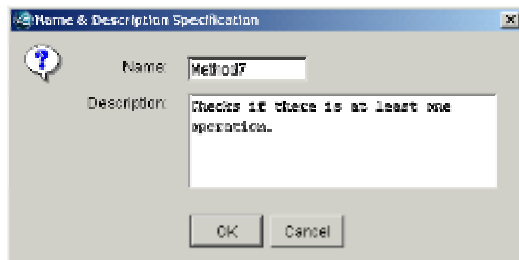 Name & Description Specification
Name: Method7
Description: Checks if there is at least one
operation.
OK Cancel